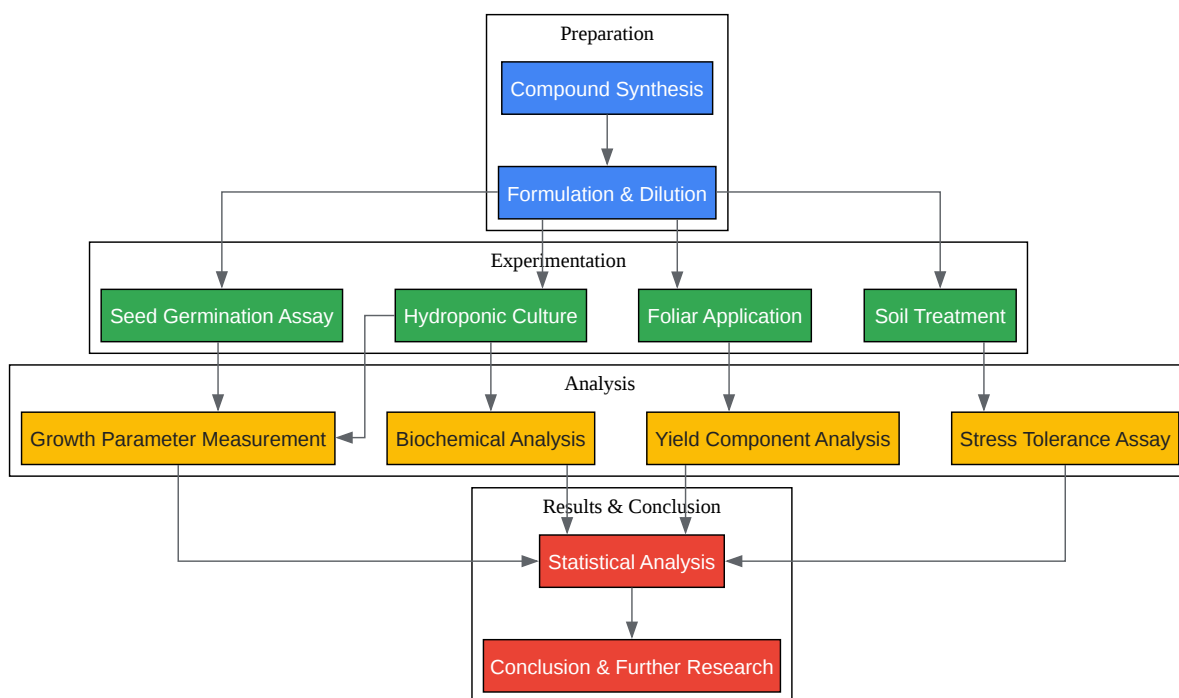 Preparation
Compound Synthesis
Formulation & Dilution
Experimentation
Seed Germination Assay
Hydroponic Culture
Foliar Application
Soil Treatment
Analysis
Growth Parameter Measurement
Biochemical Analysis
Yield Component Analysis
Stress Tolerance Assay
Results & Conclusion
Statistical Analysis
Conclusion & Further Research